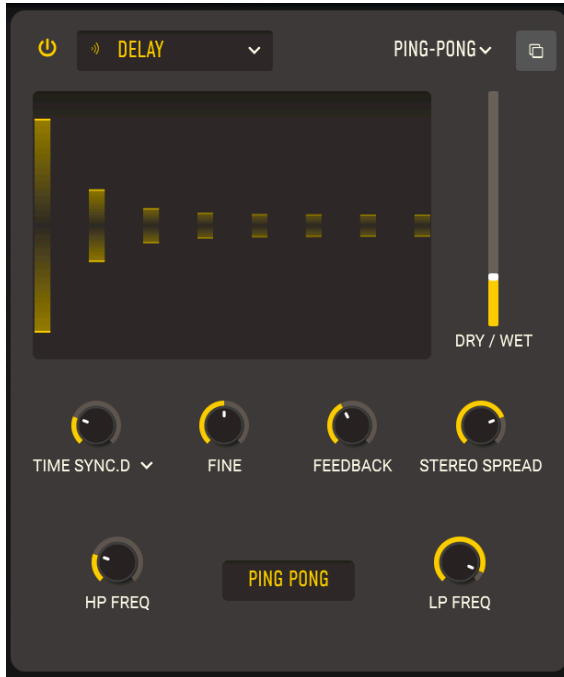 DELAY
PING-PONG
DRY / WET
TIME SYNC.D
FINE
FEEDBACK
STEREO SPREAD
HP FREQ
PING PONG
LP FREQ